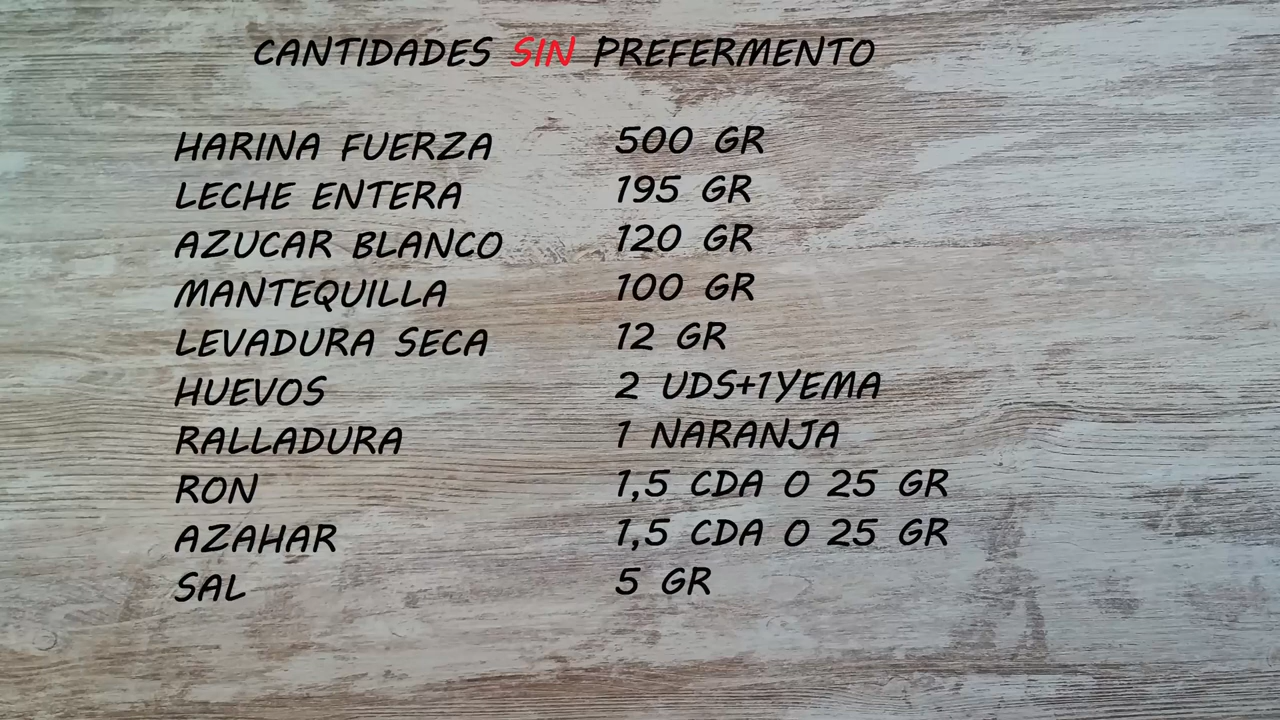 CANTIDADES SIN PREFERMENTO
HARINA FUERZA 500 GR
LECHE ENTERA 195 GR
AZUCAR BLANCO 120 GR
MANTEQUILLA 100 GR
LEVADURA SECA 12 GR
HUEVOS 2 UDS+1YEMA
RALLADURA 1 NARANJA
RON 1,5 CDA O 25 GR
AZAHAR 1,5 CDA O 25 GR
SAL 5 GR